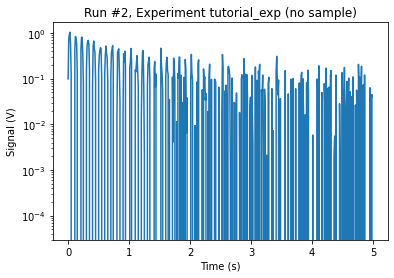 Run #2, Experiment tutorial_exp (no sample)
Signal (V)
10⁰
10⁻¹
10⁻²
10⁻³
10⁻⁴
0 1 2 3 4 5
Time (s)